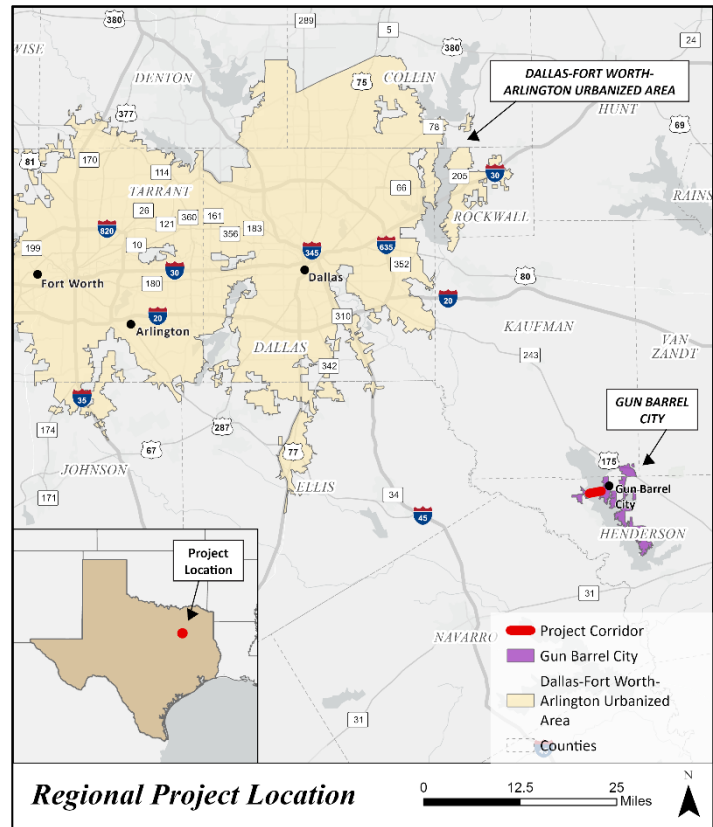 380
289
5
24
WISE
DENTON
75
COLLIN
380
DALLAS-FORT WORTH-
ARLINGTON URBANIZED AREA
HUNT
377
78
69
81
170
114
TARRANT
205
30
66
ROCKWALL
RAINS
26
360
161
121
820
356
183
199
10
345
635
30
352
Fort Worth
Dallas
80
180
20
20
Arlington
310
KAUFMAN
VAN
ZANDT
DALLAS
342
243
35
174
287
67
77
GUN BARREL
CITY
175
Gun Barrel
City
JOHNSON
171
ELLIS
34
45
HENDERSON
Project
Location
31
NAVARRO
31
Project Corridor
Gun Barrel City
Dallas-Fort Worth-
Arlington Urbanized
Area
Counties
Regional Project Location
0 12.5 25
Miles
N